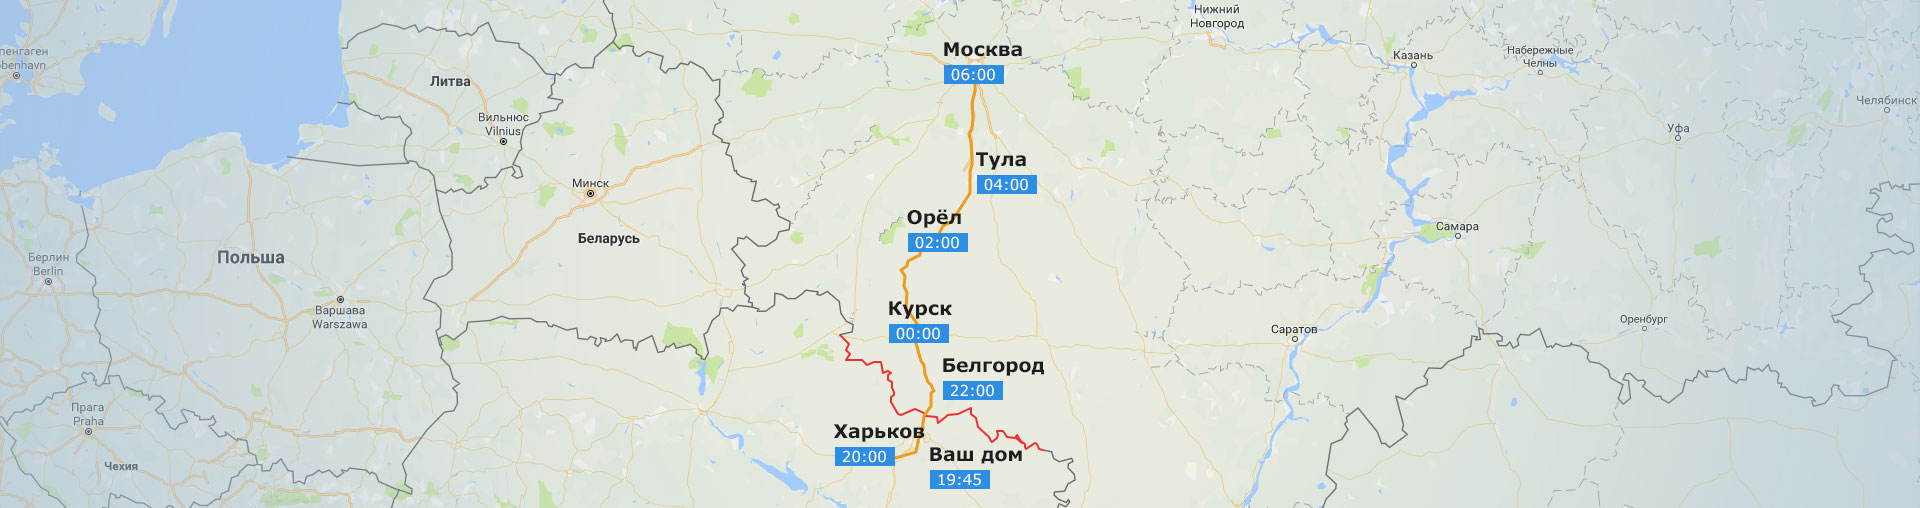 Нижний
Новгород
Москва
06:00
Казань
Набережные
Челны
Челябинск
Литва
Вильнюс
Vilnius
Уфа
Тула
04:00
Минск
Орёл
02:00
Беларусь
Самара
Польша
Берлин
Berlin
Варшава
Warszawa
Курск
00:00
Саратов
Оренбург
Белгород
22:00
Прага
Praha
Харьков
20:00
Ваш дом
19:45
Чехия